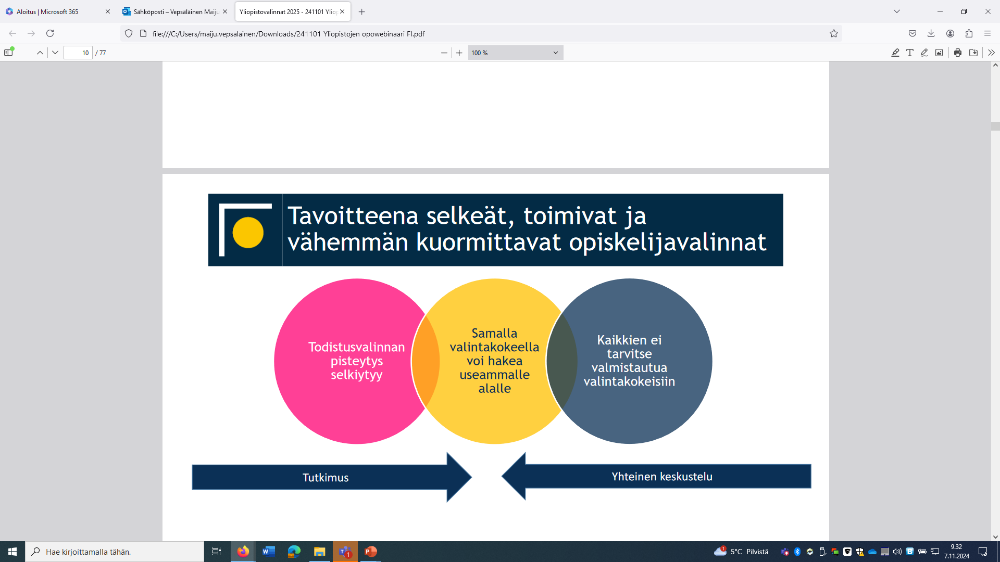 Aloitus | Microsoft 365
Sähköposti – Vepsäläinen Maiju
Yliopistovalinnat 2025 - 241101 Yliop
file:///C:/Users/maiju.vepsalainen/Downloads/241101 Yliopistojen opowebinaari FI.pdf
10 / 77
100 %
Tavoitteena selkeät, toimivat ja
vähemmän kuormittavat opiskelijavalinnat
Todistusvalinnan
pisteytys
selkiytyy
Samalla
valintakokeella
voi hakea
useammalle
alalle
Kaikkien ei
tarvitse
valmistautua
valintakokeisiin
Tutkimus
Yhteinen keskustelu
Hae kirjoittamalla tähän.
5°C Pilvistä
9.32
7.11.2024